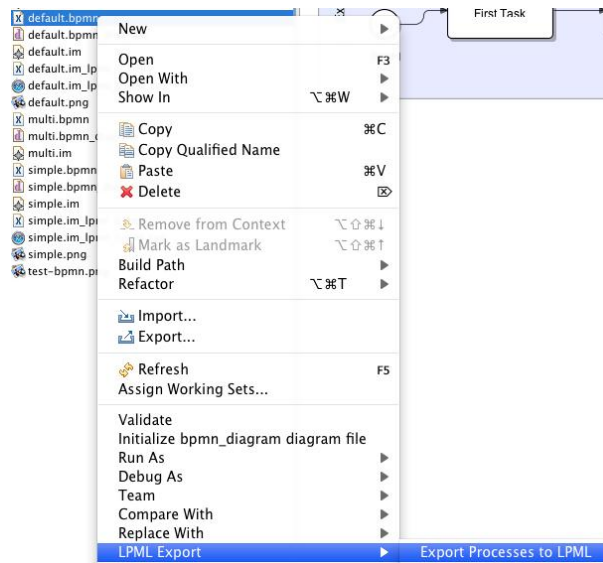 default.bpmn
default.bpmn
default.im
default.im_lp
default.im_lp
default.png
multi.bpmn
multi.bpmn_
multi.im
simple.bpmn
simple.bpmn
simple.im
simple.im_lp
simple.im_lp
simple.png
test-bpmn.pr
First Task
New
Open F3
Open With
Show In ⌥⌘W
Copy ⌘C
Copy Qualified Name
Paste ⌘V
Delete ⌦
Remove from Context ⌥⇧⌘↓
Mark as Landmark ⌥⇧⌘↑
Build Path
Refactor ⌥⌘T
Import...
Export...
Refresh F5
Assign Working Sets...
Validate
Initialize bpmn_diagram diagram file
Run As
Debug As
Team
Compare With
Replace With
LPML Export
Export Processes to LPML